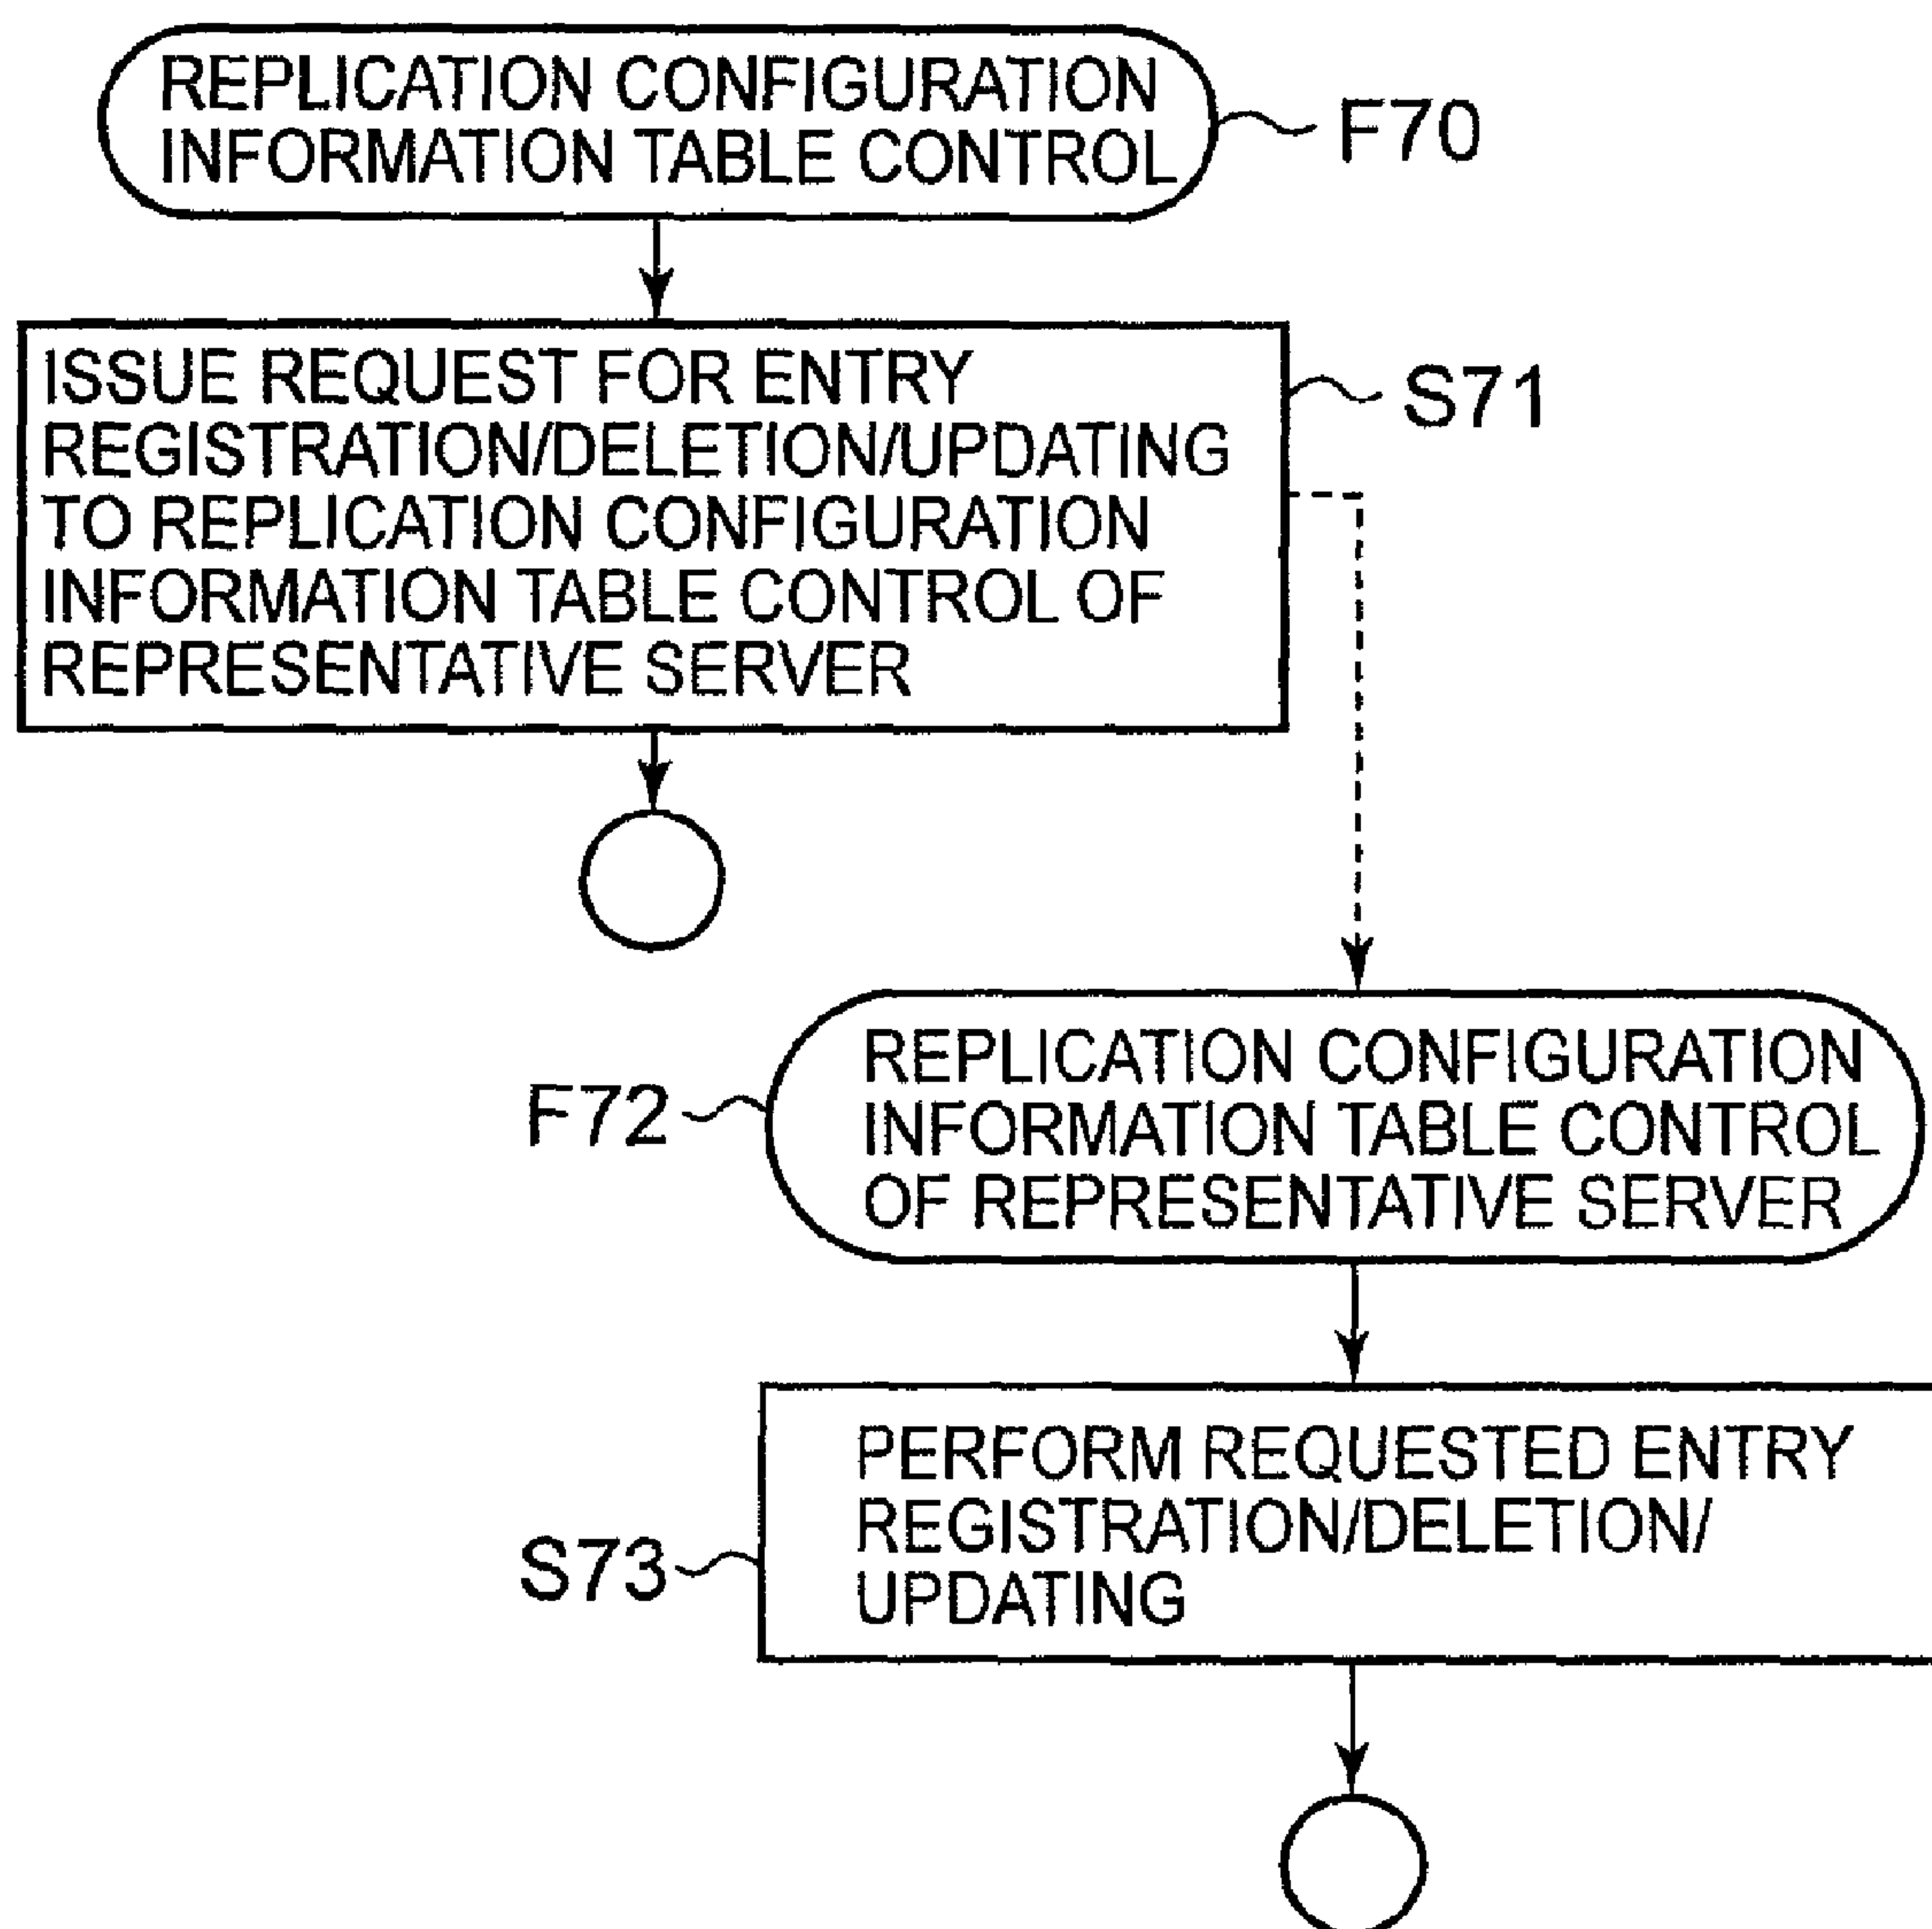 REPLICATION CONFIGURATION
INFORMATION TABLE CONTROL
F70
ISSUE REQUEST FOR ENTRY
REGISTRATION/DELETION/UPDATING
TO REPLICATION CONFIGURATION
INFORMATION TABLE CONTROL OF
REPRESENTATIVE SERVER
S71
F72
REPLICATION CONFIGURATION
INFORMATION TABLE CONTROL
OF REPRESENTATIVE SERVER
S73
PERFORM REQUESTED ENTRY
REGISTRATION/DELETION/
UPDATING